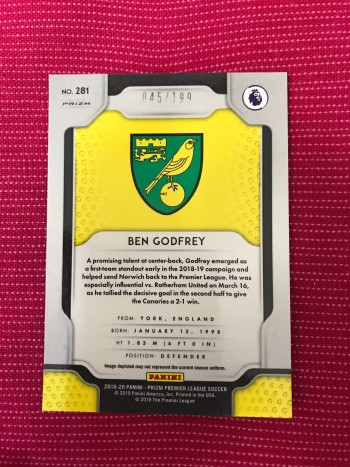 NO. 281
PRIZM
045/199
BEN GODFREY
A promising talent at center-back, Godfrey emerged as
a first-team standout early in the 2018-19 campaign and
helped send Norwich back to the Premier League. He was
especially influential vs. Rotherham United on March 16,
as he tallied the decisive goal in the second half to give
the Canaries a 2-1 win.
FROM: YORK, ENGLAND
BORN: JANUARY 15, 1998
HT 1.83 M (6 FT 0 IN)
POSITION: DEFENDER
Image depicted may not represent the current season uniform.
PANINI
2019-20 PANINI - PRIZM PREMIER LEAGUE SOCCER
© 2019 Panini America, Inc. Printed in the USA.
© 2019 The Premier League